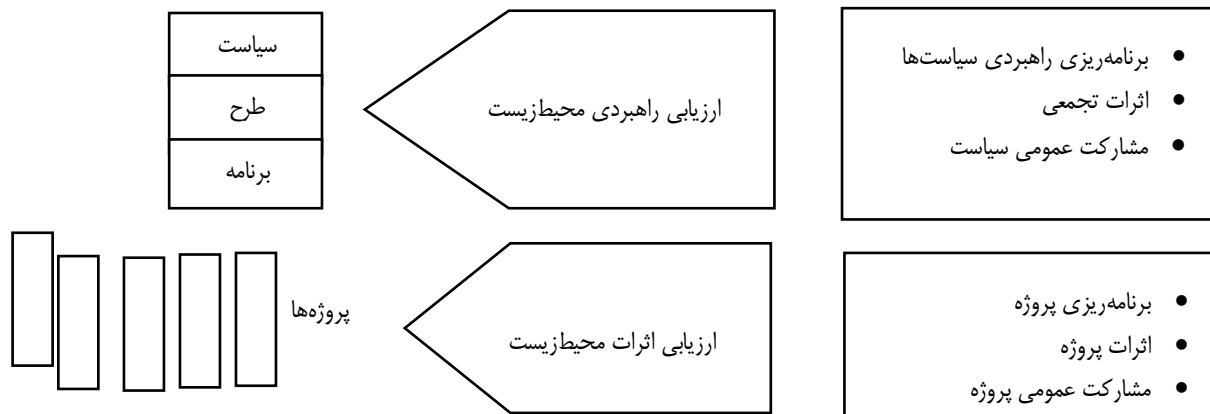 برنامه‌ریزی راهبردی سیاست‌ها
اثرات تجمعی
مشارکت عمومی سیاست
ارزیابی راهبردی محیط‌زیست
سیاست
طرح
برنامه
برنامه‌ریزی پروژه
اثرات پروژه
مشارکت عمومی پروژه
ارزیابی اثرات محیط‌زیست
پروژه‌ها